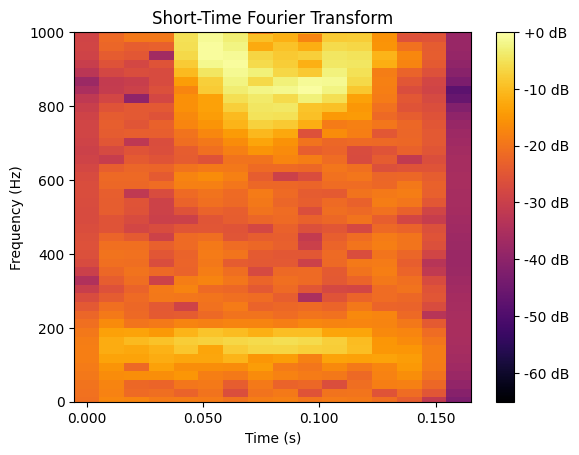 Short-Time Fourier Transform
1000
800
600
400
200
0
Frequency (Hz)
0.000
0.050
0.100
0.150
Time (s)
+0 dB
-10 dB
-20 dB
-30 dB
-40 dB
-50 dB
-60 dB